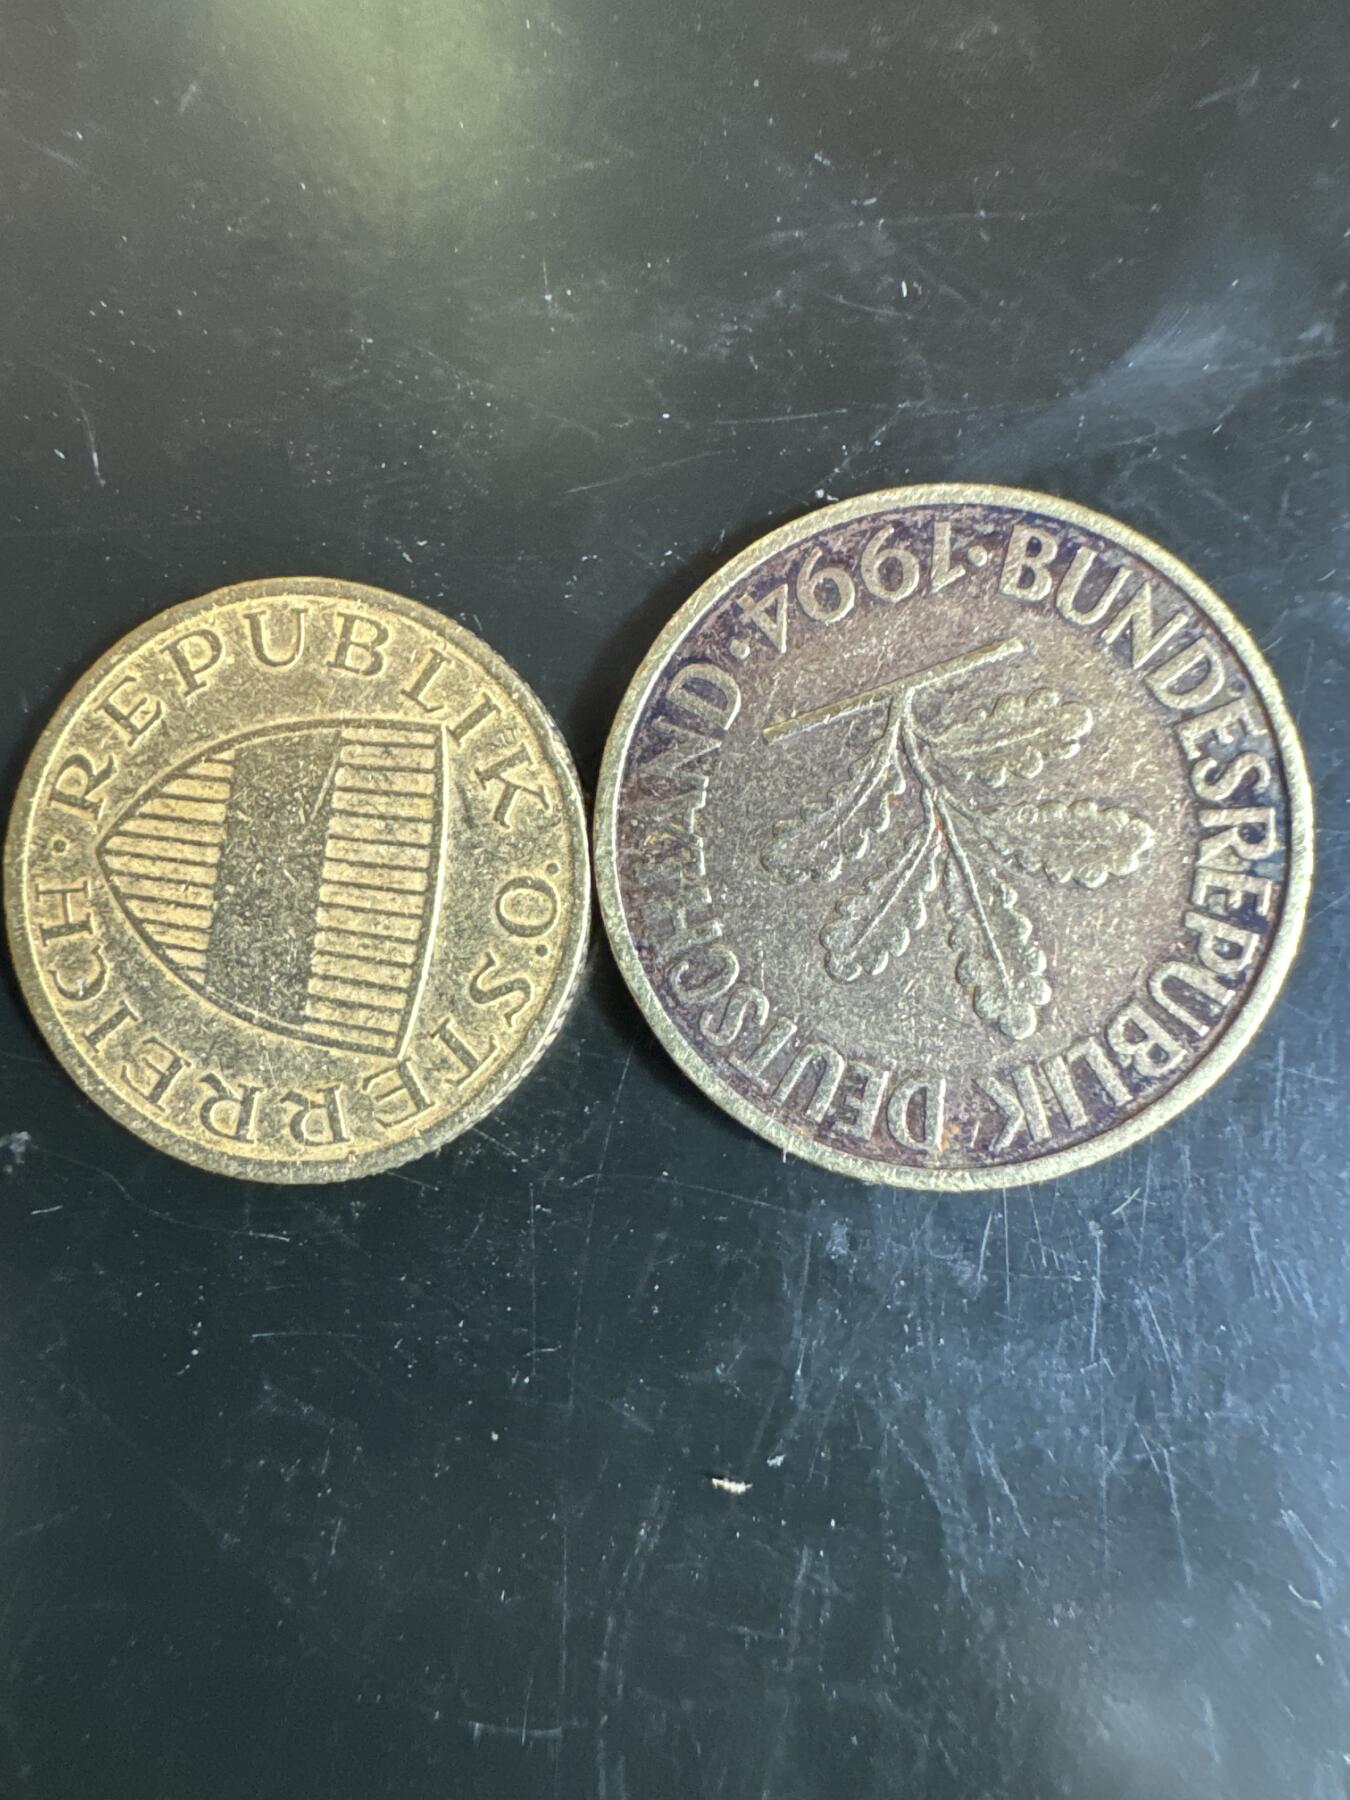 REPUBLIK ÖSTERREICH ·
BUNDESREPUBLIK DEUTSCHLAND · 1994 ·